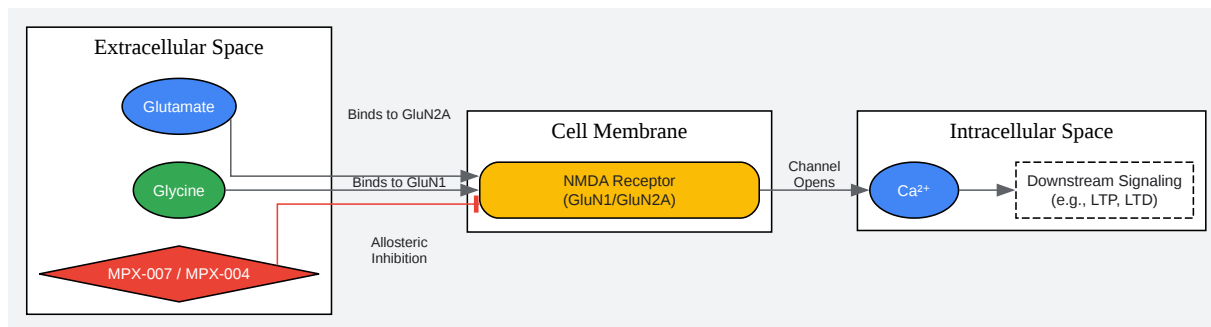 Extracellular Space
Glutamate
Glycine
MPX-007 / MPX-004
Binds to GluN2A
Binds to GluN1
Allosteric
Inhibition
Cell Membrane
NMDA Receptor
(GluN1/GluN2A)
Channel
Opens
Intracellular Space
Ca²⁺
Downstream Signaling
(e.g., LTP, LTD)